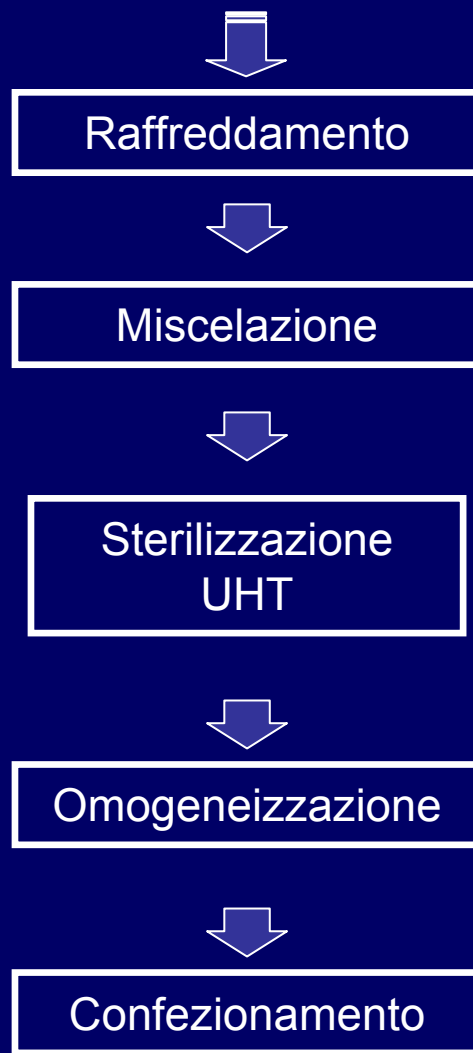 Raffreddamento
Miscelazione
Sterilizzazione
UHT
Omogeneizzazione
Confezionamento